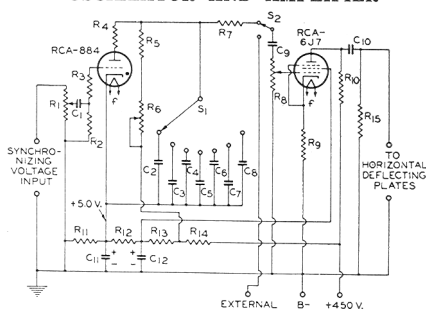 OSCILLATOR AND AMPLIFIER
R4
R5
R7
S2
RCA-884
RCA-
6J7
C10
C9
R3
R1
C1
R2
f
R6
S1
R8
f
R10
R15
R9
C2
C3
C4
C5
C6
C7
C8
SYNCHRO-
NIZING
VOLTAGE
INPUT
TO
HORIZONTAL
DEFLECTING
PLATES
+5.0 V.
R11
R12
R13
R14
C11
+
-
+
-
C12
EXTERNAL
B-
+450 V.